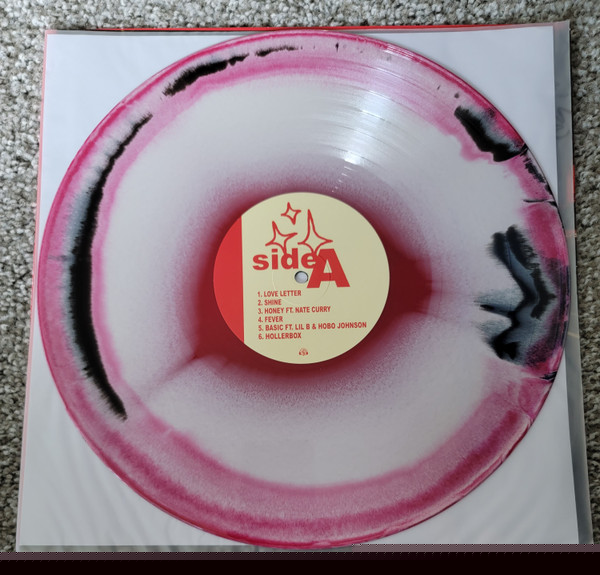 side A
1. LOVE LETTER
2. SHINE
3. HONEY FT. NATE CURRY
4. FEVER
5. BASIC FT. LIL B & HOBO JOHNSON
6. HOLLERBOX